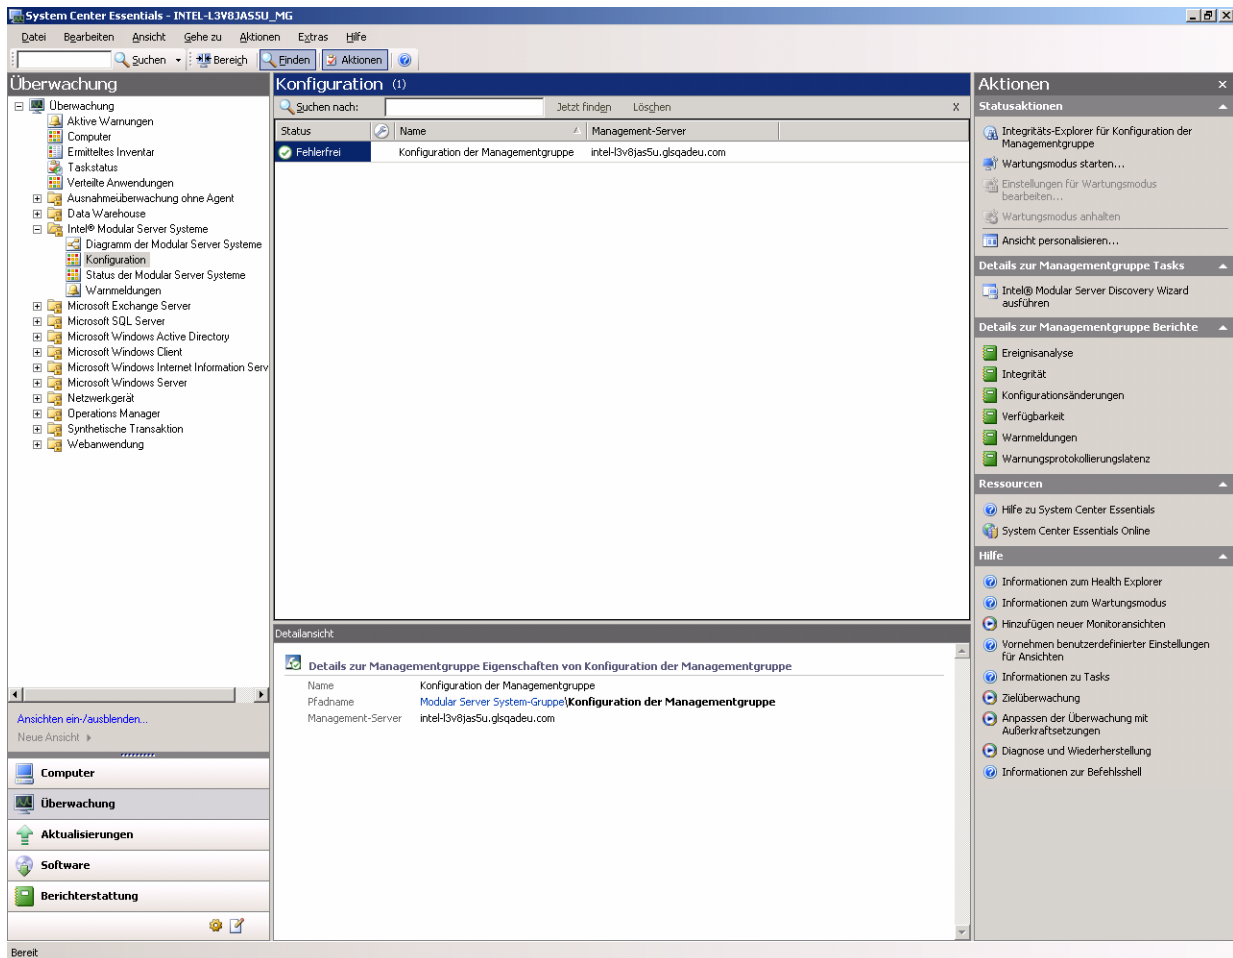 System Center Essentials - INTEL-L3V8JAS5U_MG
Datei Bearbeiten Ansicht Gehe zu Aktionen Extras Hilfe
Suchen Bereich Finden Aktionen
Überwachung
Überwachung
Aktive Warnungen
Computer
Ermitteltes Inventar
Taskstatus
Verteilte Anwendungen
Ausnahmeüberwachung ohne Agent
Data Warehouse
Intel® Modular Server Systeme
Diagramm der Modular Server Systeme
Konfiguration
Status der Modular Server Systeme
Warnmeldungen
Microsoft Exchange Server
Microsoft SQL Server
Microsoft Windows Active Directory
Microsoft Windows Client
Microsoft Windows Internet Information Serv
Microsoft Windows Server
Netzwerkgerät
Operations Manager
Synthetische Transaktion
Webanwendung
Ansichten ein-/ausblenden...
Neue Ansicht
Computer
Überwachung
Aktualisierungen
Software
Berichterstattung
Bereit
Konfiguration (1)
Suchen nach: Jetzt finden Löschen X
Status Name Management-Server
Fehlerfrei Konfiguration der Managementgruppe intel-l3v8jas5u.glsqadeu.com
Detailansicht
Details zur Managementgruppe Eigenschaften von Konfiguration der Managementgruppe
Name Konfiguration der Managementgruppe
Pfadname Modular Server System-Gruppe\Konfiguration der Managementgruppe
Management-Server intel-l3v8jas5u.glsqadeu.com
Aktionen ×
Statusaktionen
Integritäts-Explorer für Konfiguration der
Managementgruppe
Wartungsmodus starten...
Einstellungen für Wartungsmodus
bearbeiten...
Wartungsmodus anhalten
Ansicht personalisieren...
Details zur Managementgruppe Tasks
Intel® Modular Server Discovery Wizard
ausführen
Details zur Managementgruppe Berichte
Ereignisanalyse
Integrität
Konfigurationsänderungen
Verfügbarkeit
Warnmeldungen
Warnungsprotokollierungslatenz
Ressourcen
Hilfe zu System Center Essentials
System Center Essentials Online
Hilfe
Informationen zum Health Explorer
Informationen zum Wartungsmodus
Hinzufügen neuer Monitoransichten
Vornehmen benutzerdefinierter Einstellungen
für Ansichten
Informationen zu Tasks
Zielüberwachung
Anpassen der Überwachung mit
Außerkraftsetzungen
Diagnose und Wiederherstellung
Informationen zur Befehlsshell